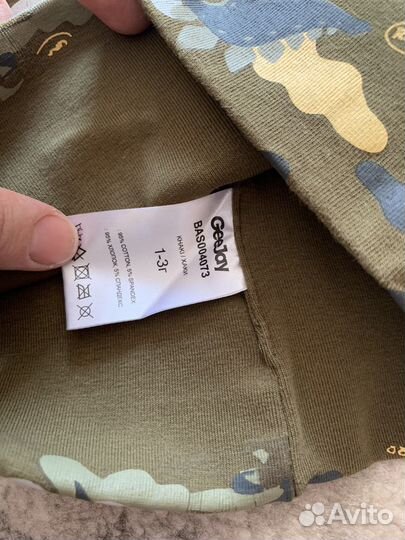 GeeJay
BAS004073
KHAKI / ХАКИ
1-3г
95% COTTON, 5% SPANDEX
95% ХЛОПОК, 5% СПАНДЕКС
Avito